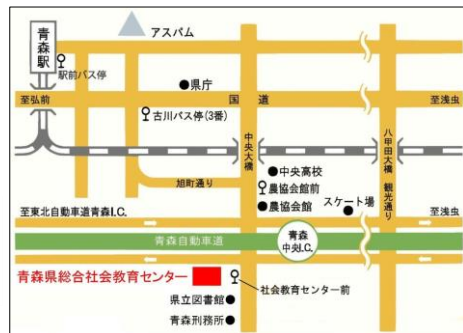 アスパム
青森駅
駅前バス停
県庁
至弘前
国道
至浅虫
古川バス停(3番)
中央大橋
八甲田大橋
観光通り
中央高校
旭町通り
農協会館前
農協会館
スケート場
至東北自動車道青森I.C.
至浅虫
青森自動車道
青森中央I.C.
青森県総合社会教育センター
社会教育センター前
県立図書館
青森刑務所